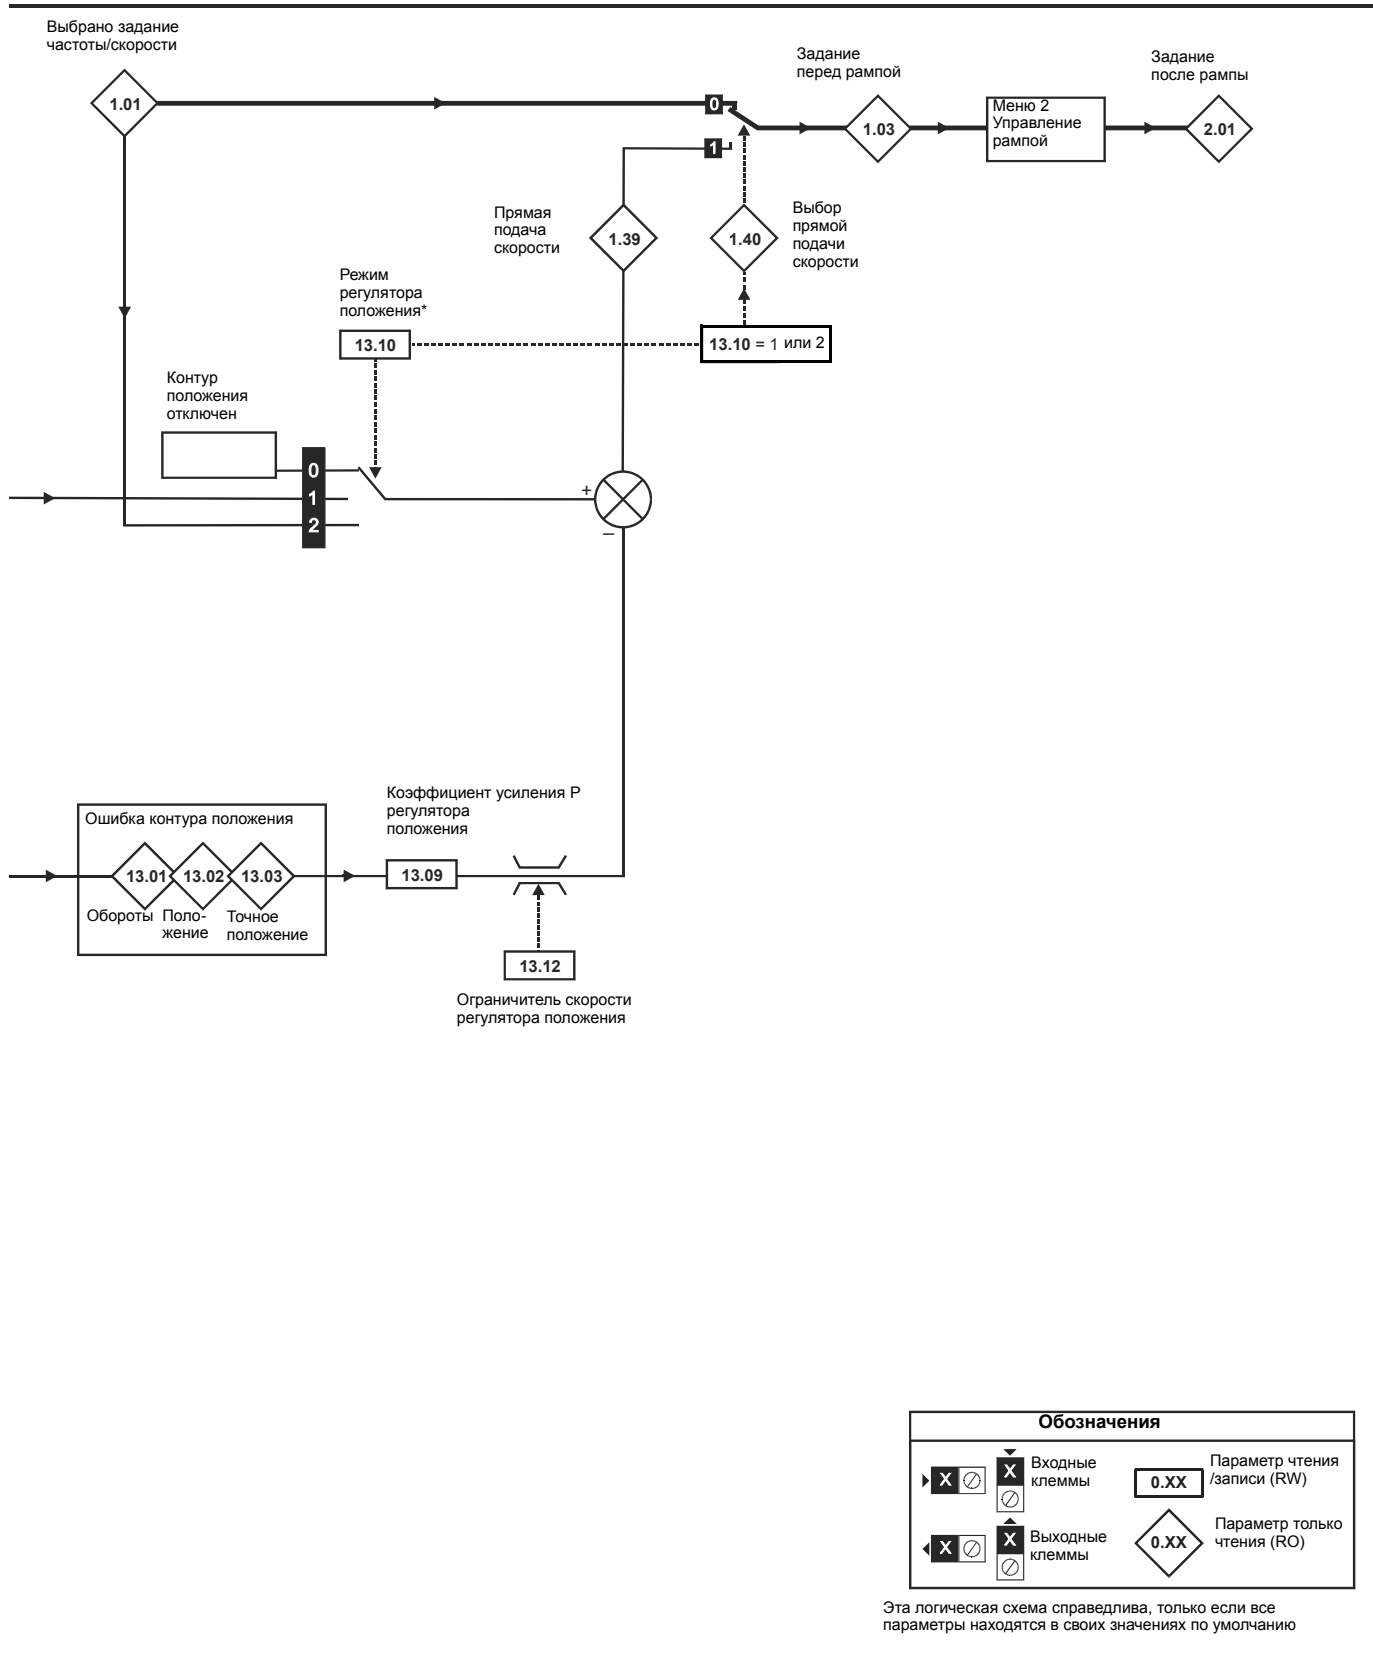 Выбрано задание
частоты/скорости
1.01
0
1
Задание
перед рампой
1.03
Меню 2
Управление
рампой
Задание
после рампы
2.01
Прямая
подача
скорости
1.39
1.40
Выбор
прямой
подачи
скорости
Режим
регулятора
положения*
13.10
13.10 = 1 или 2
Контур
положения
отключен
0
1
2
+
–
Ошибка контура положения
13.01
13.02
13.03
Обороты
Поло-
жение
Точное
положение
Коэффициент усиления P
регулятора
положения
13.09
13.12
Ограничитель скорости
регулятора положения
Обозначения
X
X
Входные
клеммы
0.XX
Параметр чтения
/записи (RW)
X
X
Выходные
клеммы
0.XX
Параметр только
чтения (RO)
Эта логическая схема справедлива, только если все
параметры находятся в своих значениях по умолчанию